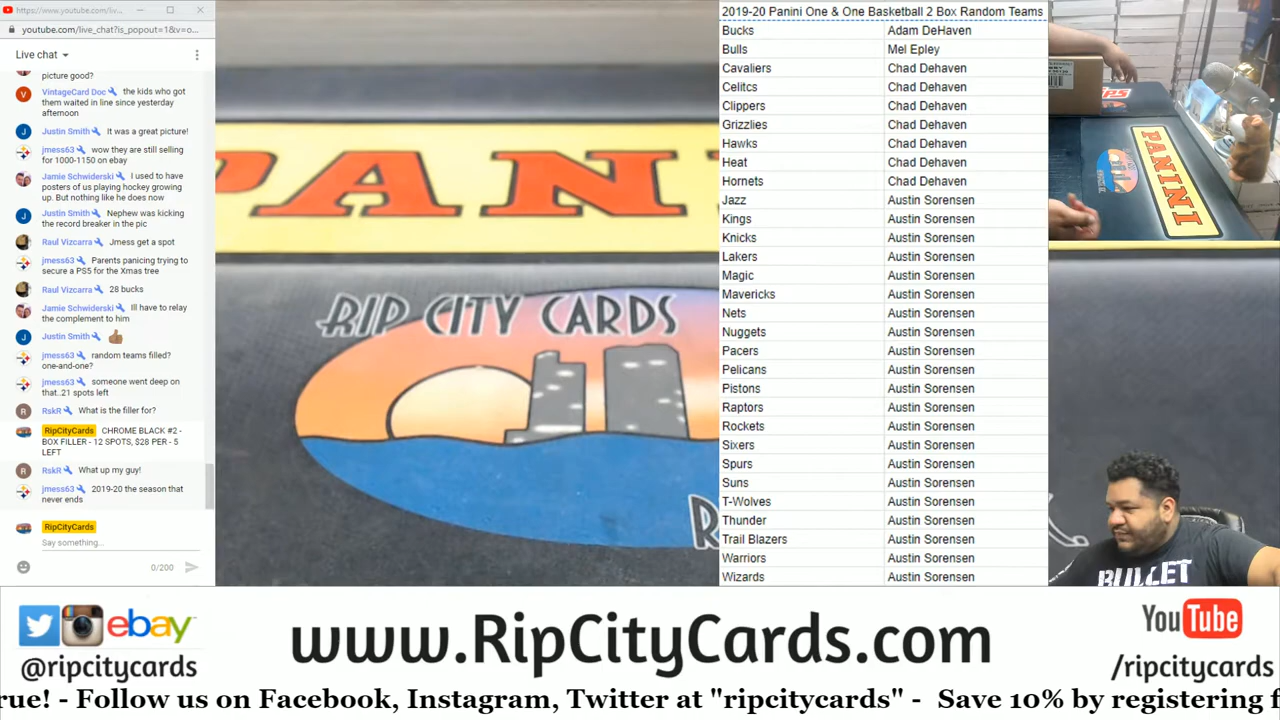 https://www.youtube.com/liv...
youtube.com/live_chat?is_popout=1&v=o...
Live chat
picture good?
VintageCard Doc the kids who got
them waited in line since yesterday
afternoon
Justin Smith It was a great picture!
jmess63 wow they are still selling
for 1000-1150 on ebay
Jamie Schwiderski I used to have
posters of us playing hockey growing
up. But nothing like he does now
Justin Smith Nephew was kicking
the record breaker in the pic
Raul Vizcarra Jmess get a spot
jmess63 Parents panicing trying to
secure a PS5 for the Xmas tree
Raul Vizcarra 28 bucks
Jamie Schwiderski Ill have to relay
the complement to him
Justin Smith
jmess63 random teams filled?
one-and-one?
jmess63 someone went deep on
that..21 spots left
RskR What is the filler for?
RipCityCards CHROME BLACK #2 -
BOX FILLER - 12 SPOTS, $28 PER - 5
LEFT
RskR What up my guy!
jmess63 2019-20 the season that
never ends
RipCityCards
Say something...
0/200
PANI
RIP CITY CARDS
R
2019-20 Panini One & One Basketball 2 Box Random Teams
Bucks Adam DeHaven
Bulls Mel Epley
Cavaliers Chad Dehaven
Celitcs Chad Dehaven
Clippers Chad Dehaven
Grizzlies Chad Dehaven
Hawks Chad Dehaven
Heat Chad Dehaven
Hornets Chad Dehaven
Jazz Austin Sorensen
Kings Austin Sorensen
Knicks Austin Sorensen
Lakers Austin Sorensen
Magic Austin Sorensen
Mavericks Austin Sorensen
Nets Austin Sorensen
Nuggets Austin Sorensen
Pacers Austin Sorensen
Pelicans Austin Sorensen
Pistons Austin Sorensen
Raptors Austin Sorensen
Rockets Austin Sorensen
Sixers Austin Sorensen
Spurs Austin Sorensen
Suns Austin Sorensen
T-Wolves Austin Sorensen
Thunder Austin Sorensen
Trail Blazers Austin Sorensen
Warriors Austin Sorensen
Wizards Austin Sorensen
PANINI
BULLET
ebay
@ripcitycards
www.RipCityCards.com
YouTube
/ripcitycards
rue! - Follow us on Facebook, Instagram, Twitter at "ripcitycards" - Save 10% by registering f